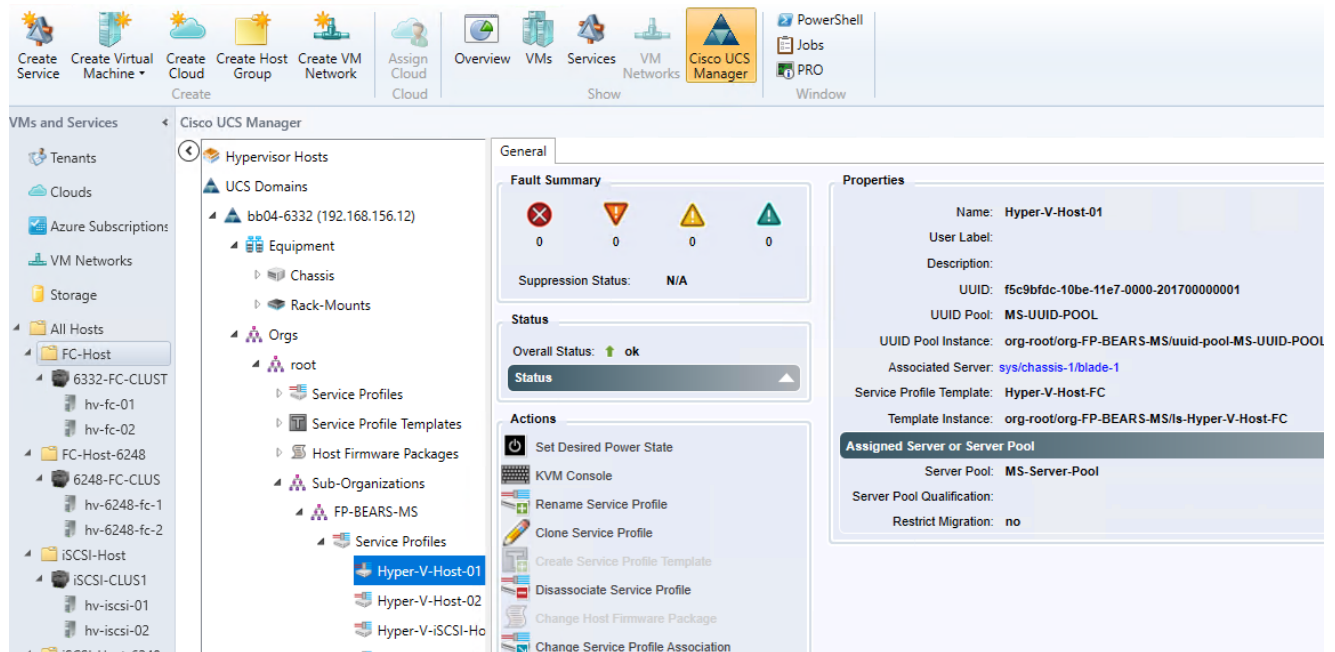 Create Service
Create Virtual Machine
Create Cloud
Create Host Group
Create VM Network
Create
Assign Cloud
Cloud
Overview
VMs
Services
VM Networks
Cisco UCS Manager
Show
PowerShell
Jobs
PRO
Window
VMs and Services
Tenants
Clouds
Azure Subscriptions
VM Networks
Storage
All Hosts
FC-Host
6332-FC-CLUST
hv-fc-01
hv-fc-02
FC-Host-6248
6248-FC-CLUS
hv-6248-fc-1
hv-6248-fc-2
iSCSI-Host
iSCSI-CLUS1
hv-iscsi-01
hv-iscsi-02
Cisco UCS Manager
Hypervisor Hosts
UCS Domains
bb04-6332 (192.168.156.12)
Equipment
Chassis
Rack-Mounts
Orgs
root
Service Profiles
Service Profile Templates
Host Firmware Packages
Sub-Organizations
FP-BEARS-MS
Service Profiles
Hyper-V-Host-01
Hyper-V-Host-02
Hyper-V-iSCSI-Ho
General
Fault Summary
0 0 0 0
Suppression Status: N/A
Status
Overall Status: ok
Status
Actions
Set Desired Power State
KVM Console
Rename Service Profile
Clone Service Profile
Create Service Profile Template
Disassociate Service Profile
Change Host Firmware Package
Change Service Profile Association
Properties
Name: Hyper-V-Host-01
User Label:
Description:
UUID: f5c9bfdc-10be-11e7-0000-201700000001
UUID Pool: MS-UUID-POOL
UUID Pool Instance: org-root/org-FP-BEARS-MS/uuid-pool-MS-UUID-POOL
Associated Server: sys/chassis-1/blade-1
Service Profile Template: Hyper-V-Host-FC
Template Instance: org-root/org-FP-BEARS-MS/ls-Hyper-V-Host-FC
Assigned Server or Server Pool
Server Pool: MS-Server-Pool
Server Pool Qualification:
Restrict Migration: no